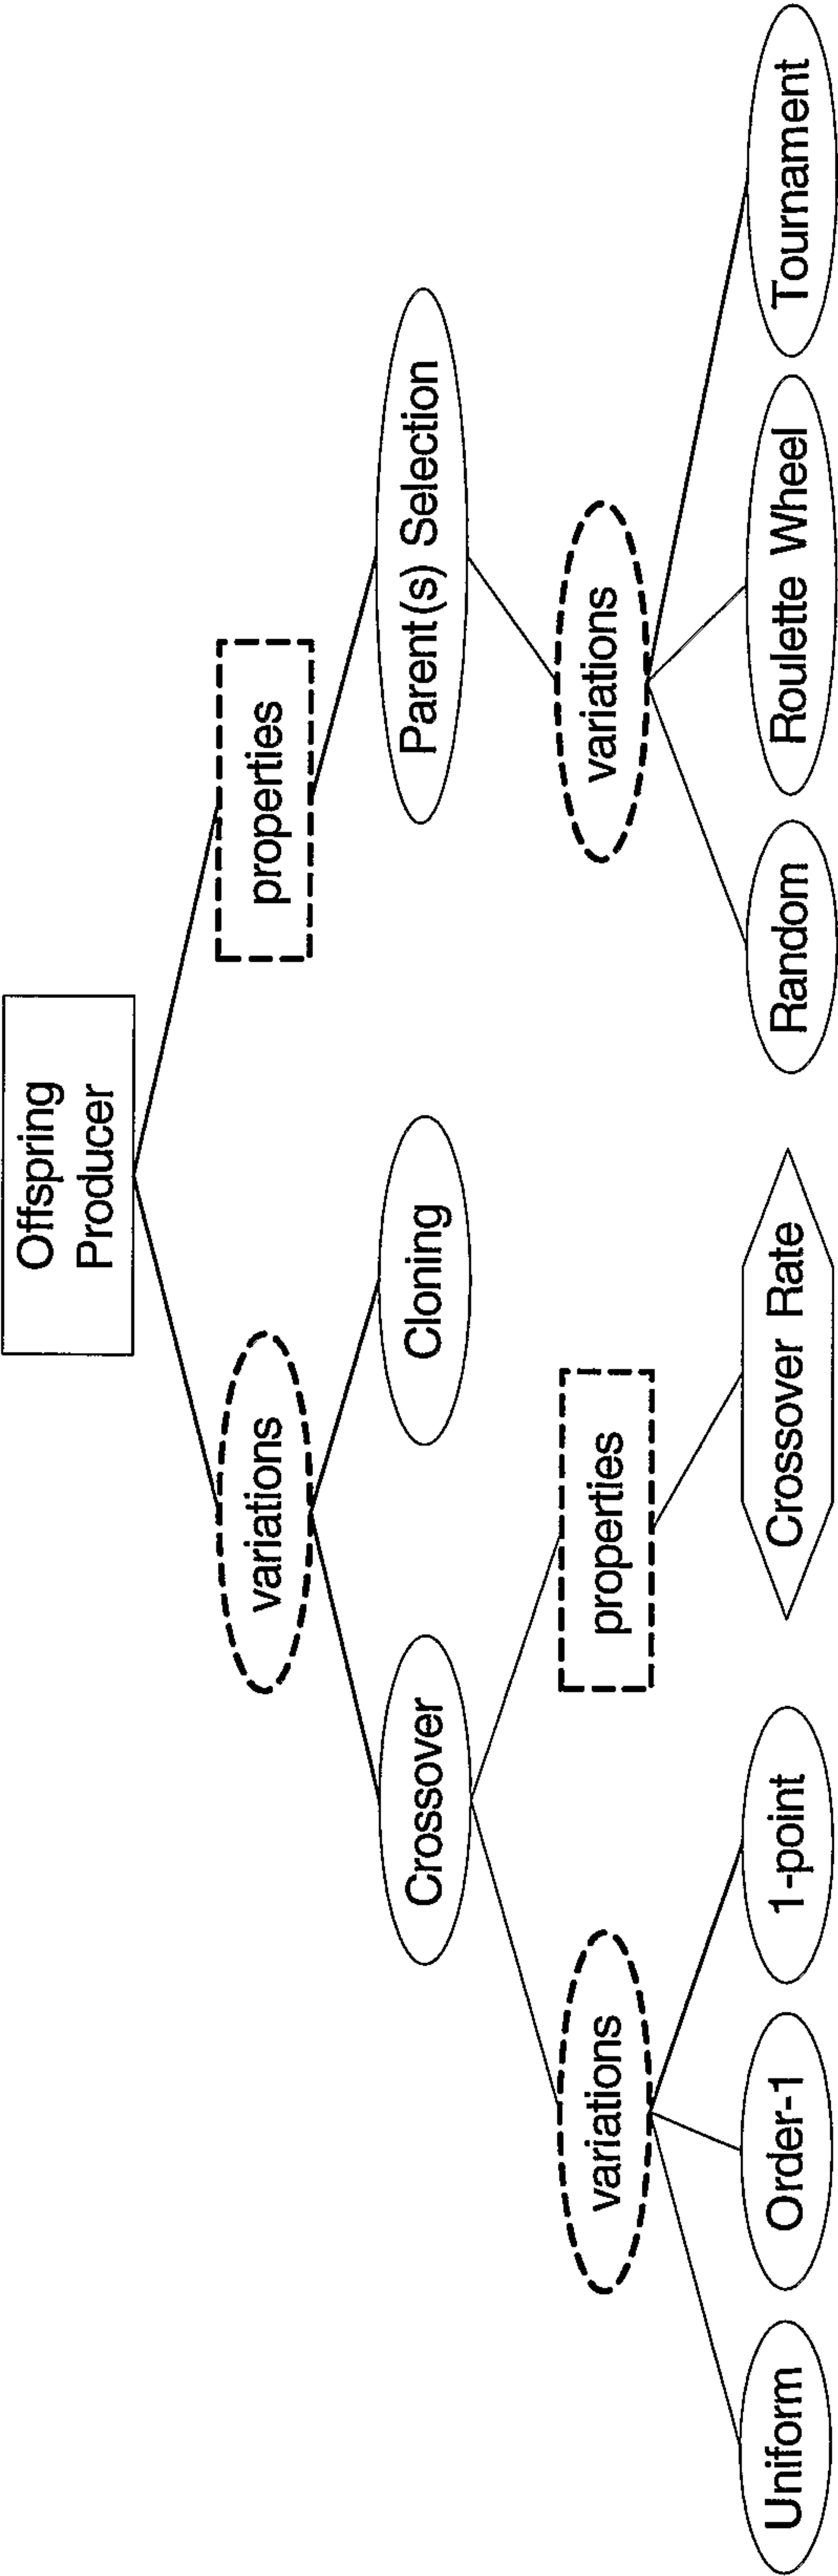 Offspring
Producer
variations
properties
Crossover
Cloning
Parent(s) Selection
variations
properties
variations
Uniform
Order-1
1-point
Crossover Rate
Random
Roulette Wheel
Tournament